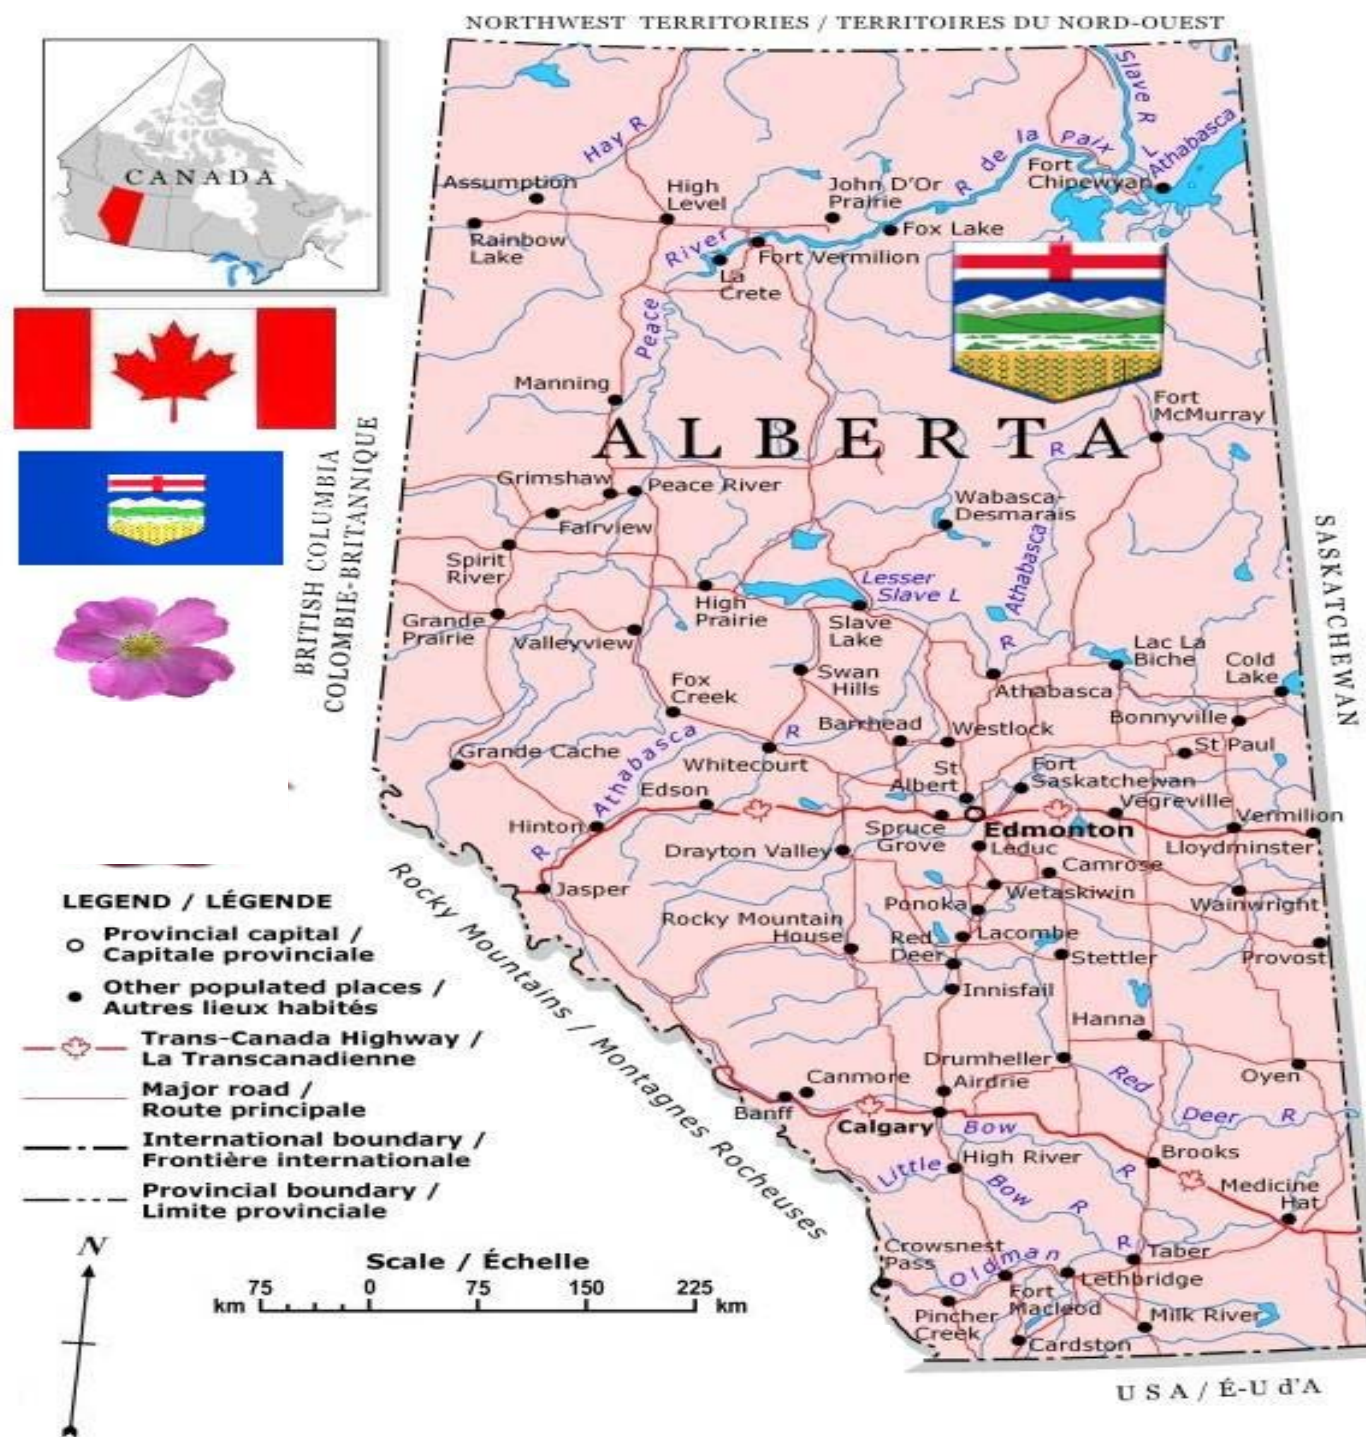 NORTHWEST TERRITORIES / TERRITOIRES DU NORD-OUEST
CANADA
Slave R
Hay R
R de la Paix
L Athabasca
Fort
Chipewyan
Assumption
High
Level
John D'Or
Prairie
Rainbow
Lake
River
Fox Lake
Fort Vermilion
La
Crete
Peace
Manning
Fort
McMurray
ALBERTA
R
BRITISH COLUMBIA
COLOMBIE-BRITANNIQUE
SASKATCHEWAN
Grimshaw
Peace River
Wabasca-
Desmarais
Fairview
Athabasca
Spirit
River
Lesser
Slave L
High
Prairie
Grande
Prairie
Slave
Lake
Valleyview
R
Lac La
Biche
Cold
Lake
Fox
Creek
Swan
Hills
Athabasca
Bonnyville
Barrhead
Westlock
R
Athabasca
Grande Cache
Whitecourt
St Paul
St
Albert
Fort
Saskatchewan
Edson
Vegreville
Vermilion
Hinton
Spruce
Grove
Edmonton
Lloydminster
R
Drayton Valley
Leduc
Camrose
Jasper
Wetaskiwin
Ponoka
Wainwright
Rocky Mountain
House
Red
Deer
Lacombe
Stettler
Provost
Innisfail
Hanna
Rocky Mountains / Montagnes Rocheuses
Drumheller
Oyen
Canmore
Airdrie
Red
Deer R
Banff
Calgary
Bow
R
Brooks
High River
Little
Bow
R
Medicine
Hat
Crowsnest
Pass
Oldman
R
Taber
Lethbridge
Fort
Macleod
Pincher
Creek
Milk River
Cardston
USA / É-U d'A
LEGEND / LÉGENDE
Provincial capital /
Capitale provinciale
Other populated places /
Autres lieux habités
Trans-Canada Highway /
La Transcanadienne
Major road /
Route principale
International boundary /
Frontière internationale
Provincial boundary /
Limite provinciale
N
Scale / Échelle
75 0 75 150 225
km km